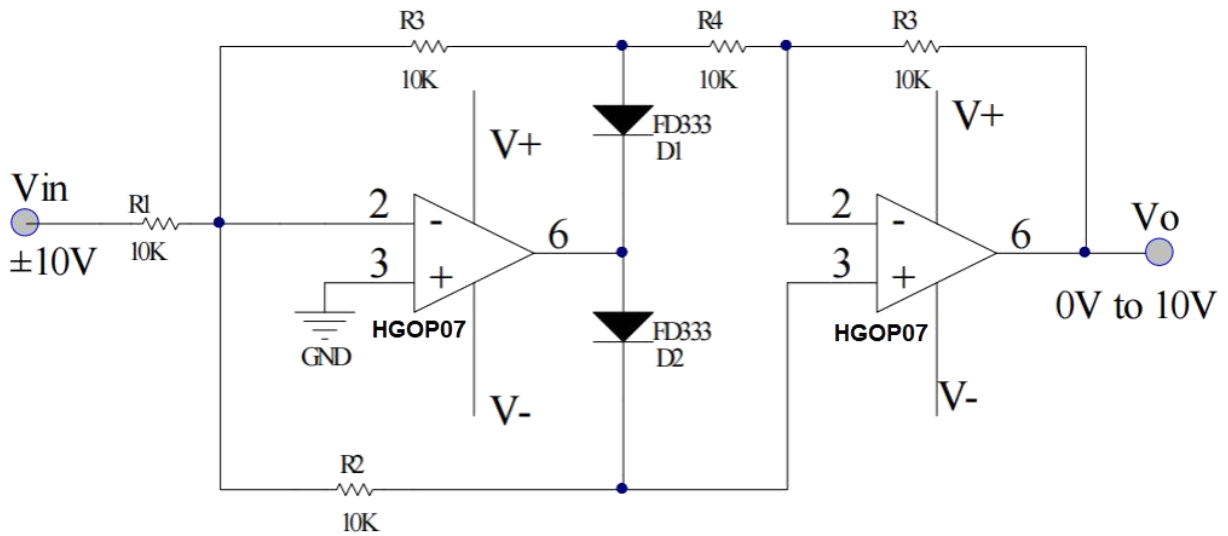 R3
10K
R4
10K
R3
10K
V+
FD333
D1
V+
Vin
±10V
R1
10K
2
-
3
+
6
HGOP07
GND
V-
FD333
D2
2
-
3
+
6
HGOP07
V-
Vo
0V to 10V
R2
10K